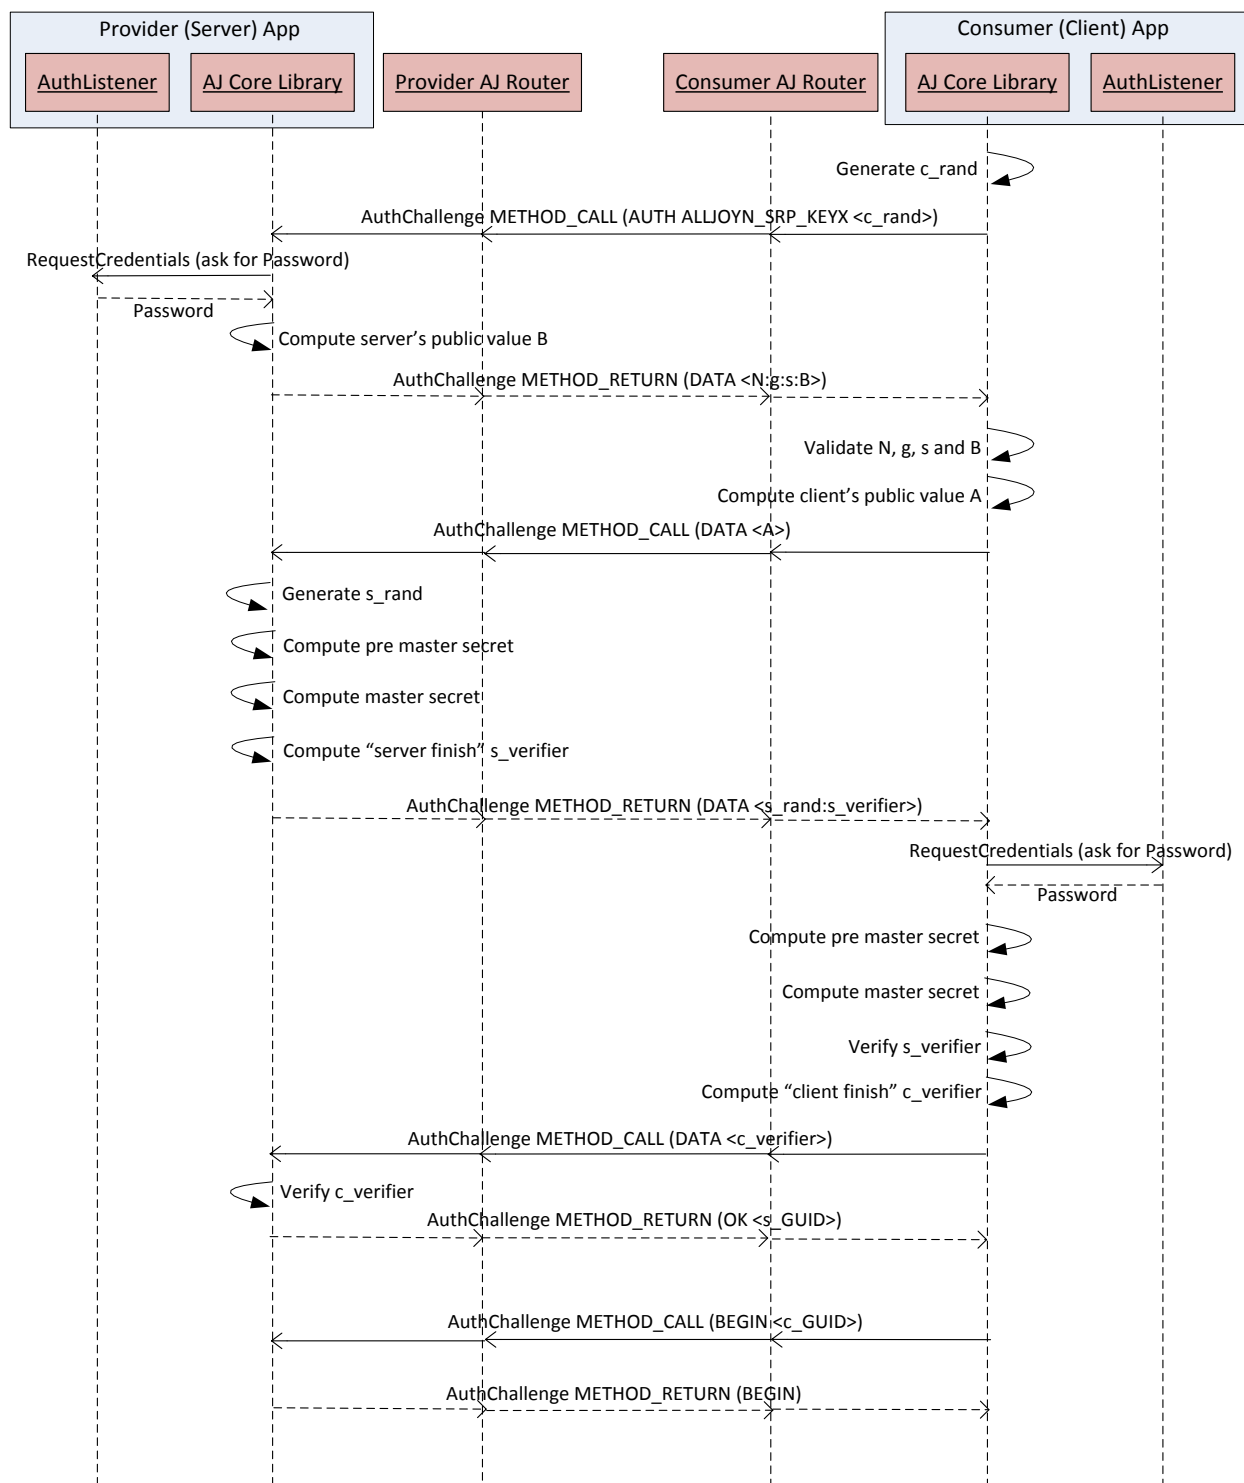 Provider (Server) App
Consumer (Client) App
AuthListener
AJ Core Library
Provider AJ Router
Consumer AJ Router
AJ Core Library
AuthListener
Generate c_rand
AuthChallenge METHOD_CALL (AUTH ALLJOYN_SRP_KEYX <c_rand>)
RequestCredentials (ask for Password)
Password
Compute server’s public value B
AuthChallenge METHOD_RETURN (DATA <N:g:s:B>)
Validate N, g, s and B
Compute client’s public value A
AuthChallenge METHOD_CALL (DATA <A>)
Generate s_rand
Compute pre master secret
Compute master secret
Compute “server finish” s_verifier
AuthChallenge METHOD_RETURN (DATA <s_rand:s_verifier>)
RequestCredentials (ask for Password)
Password
Compute pre master secret
Compute master secret
Verify s_verifier
Compute “client finish” c_verifier
AuthChallenge METHOD_CALL (DATA <c_verifier>)
Verify c_verifier
AuthChallenge METHOD_RETURN (OK <s_GUID>)
AuthChallenge METHOD_CALL (BEGIN <c_GUID>)
AuthChallenge METHOD_RETURN (BEGIN)